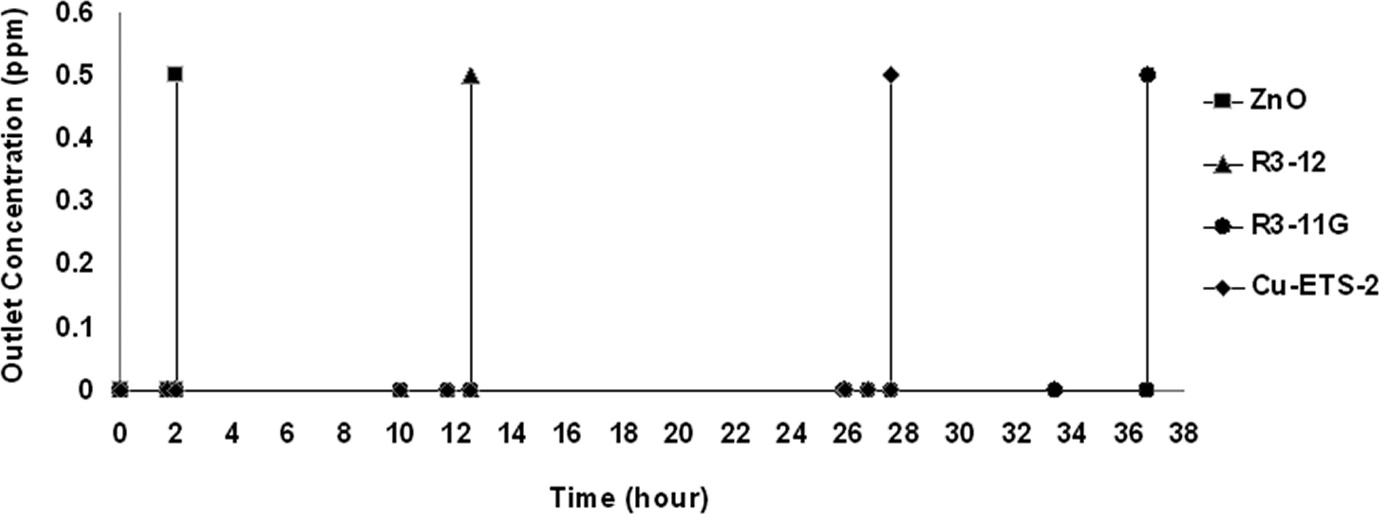 Outlet Concentration (ppm)
0.6
0.5
0.4
0.3
0.2
0.1
0
0 2 4 6 8 10 12 14 16 18 20 22 24 26 28 30 32 34 36 38
Time (hour)
ZnO
R3-12
R3-11G
Cu-ETS-2